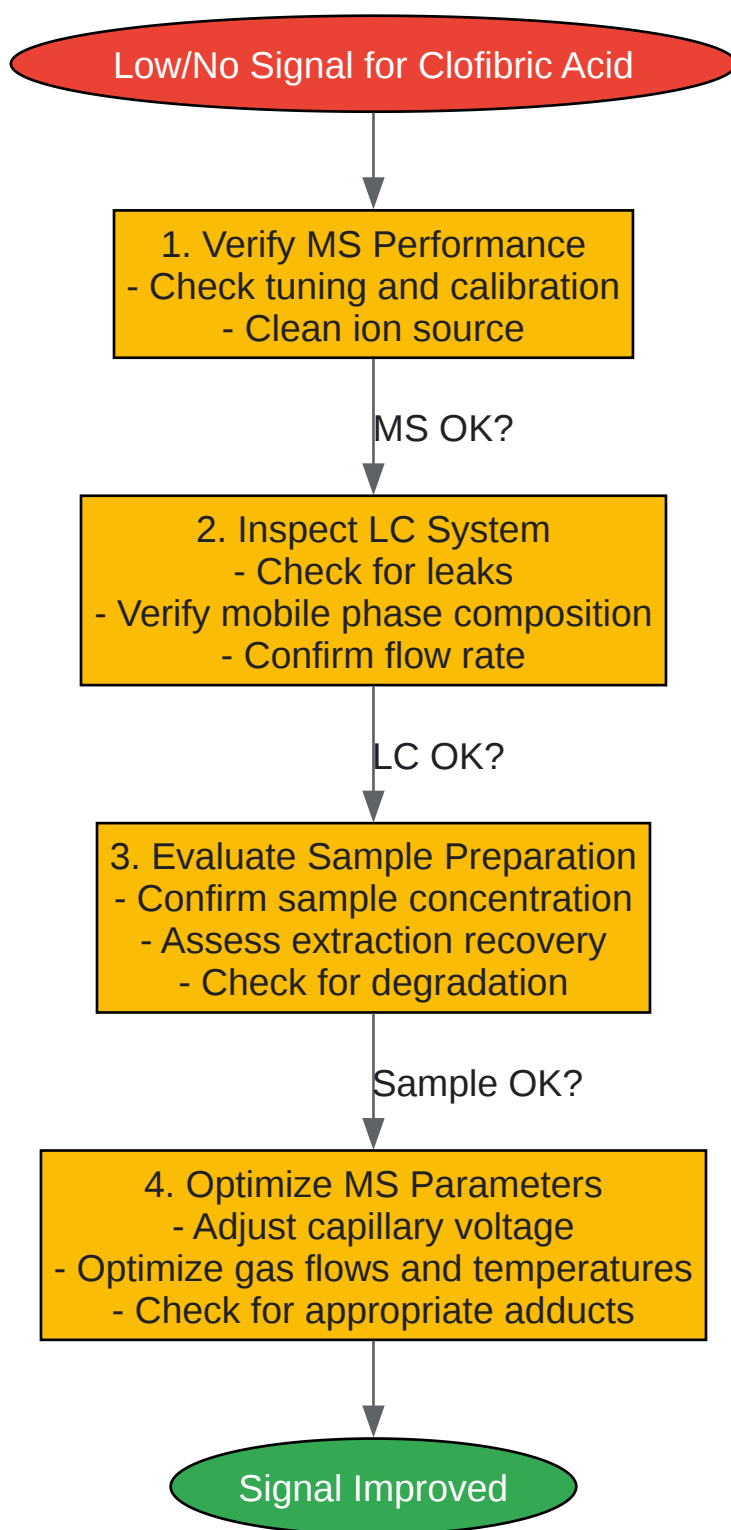 Low/No Signal for Clofibric Acid
1. Verify MS Performance
- Check tuning and calibration
- Clean ion source
MS OK?
2. Inspect LC System
- Check for leaks
- Verify mobile phase composition
- Confirm flow rate
LC OK?
3. Evaluate Sample Preparation
- Confirm sample concentration
- Assess extraction recovery
- Check for degradation
Sample OK?
4. Optimize MS Parameters
- Adjust capillary voltage
- Optimize gas flows and temperatures
- Check for appropriate adducts
Signal Improved